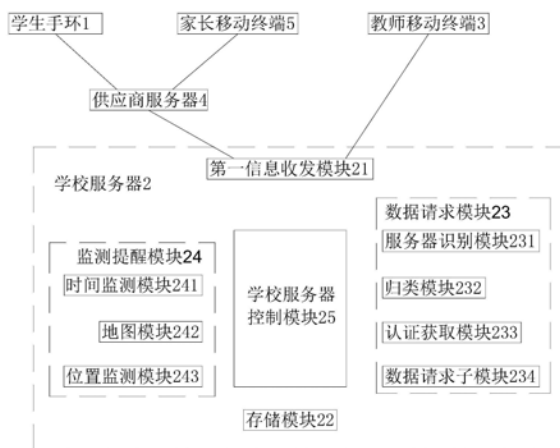 学生手环1
家长移动终端5
教师移动终端3
供应商服务器4
第一信息收发模块21
学校服务器2
数据请求模块23
服务器识别模块231
监测提醒模块24
时间监测模块241
学校服务器
控制模块25
归类模块232
地图模块242
认证获取模块233
位置监测模块243
数据请求子模块234
存储模块22